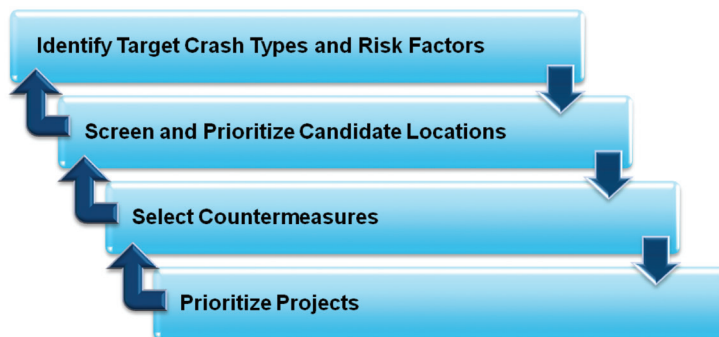 Identify Target Crash Types and Risk Factors
Screen and Prioritize Candidate Locations
Select Countermeasures
Prioritize Projects